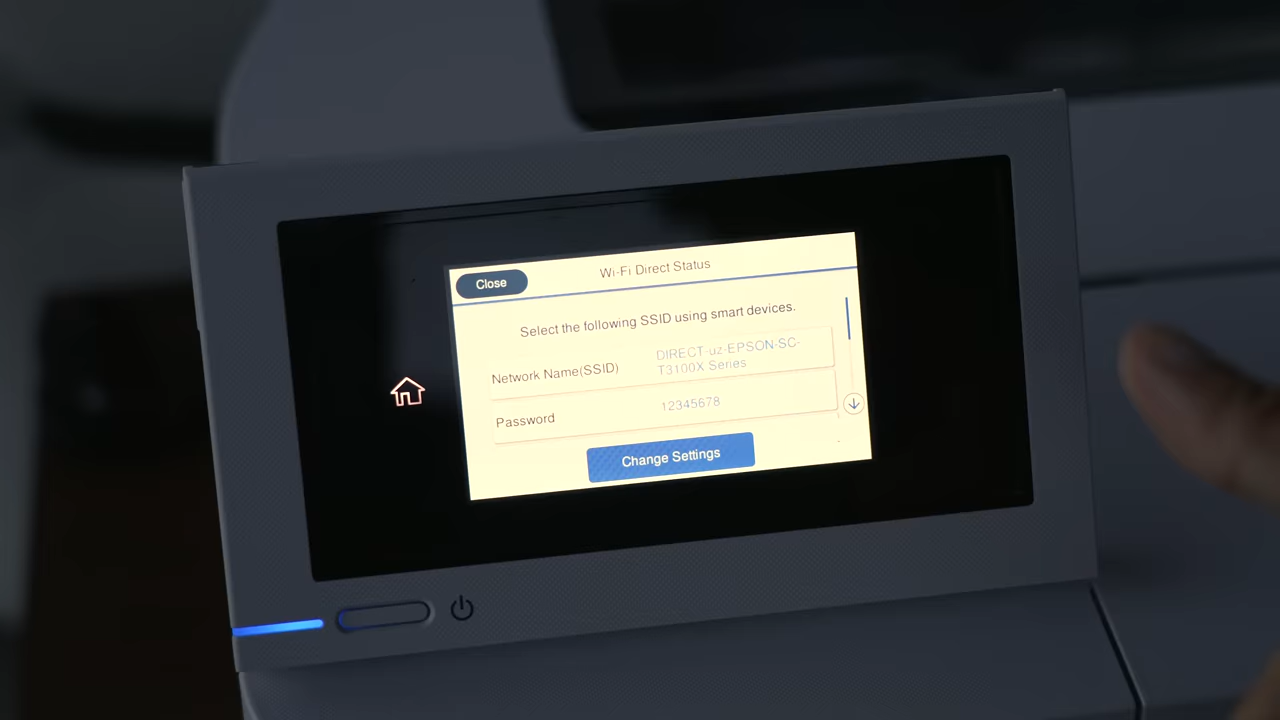 Close
Wi-Fi Direct Status
Select the following SSID using smart devices.
Network Name(SSID)
DIRECT-uz-EPSON-SC-
T3100X Series
Password
12345678
Change Settings